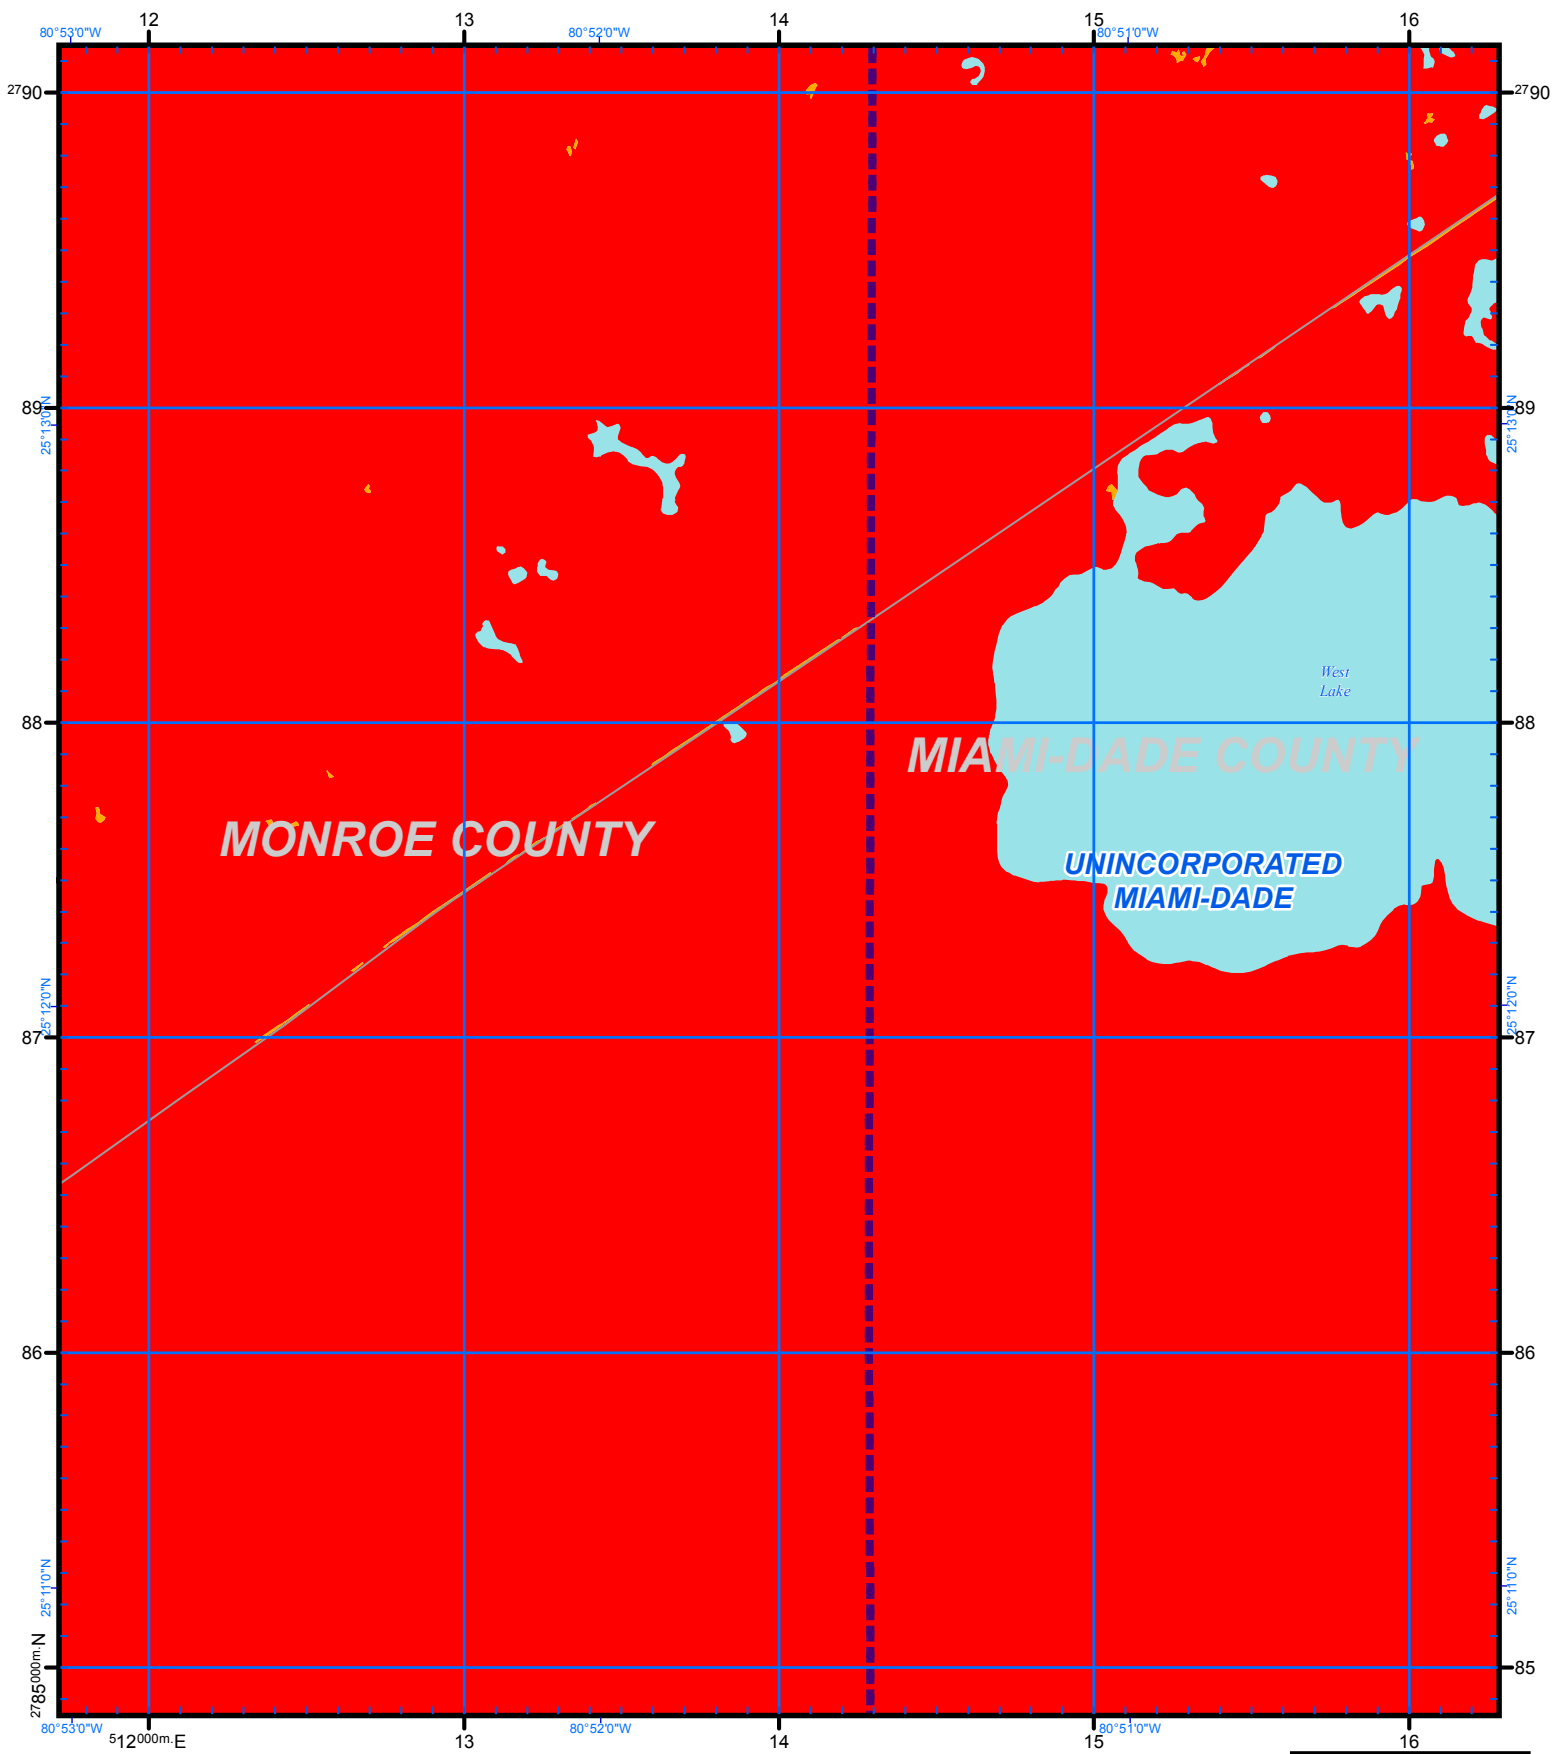 12 13 14 15 16
80°53'0"W 80°52'0"W 80°51'0"W
2790 2790
89 89
25°13'0"N 25°13'0"N
West
Lake
88 88
MIAMI-DADE COUNTY
MONROE COUNTY
UNINCORPORATED
MIAMI-DADE
25°12'0"N 25°12'0"N
87 87
86 86
25°11'0"N 25°11'0"N
2785000m.N 85
80°53'0"W 80°52'0"W 80°51'0"W
512000m.E 13 14 15 16